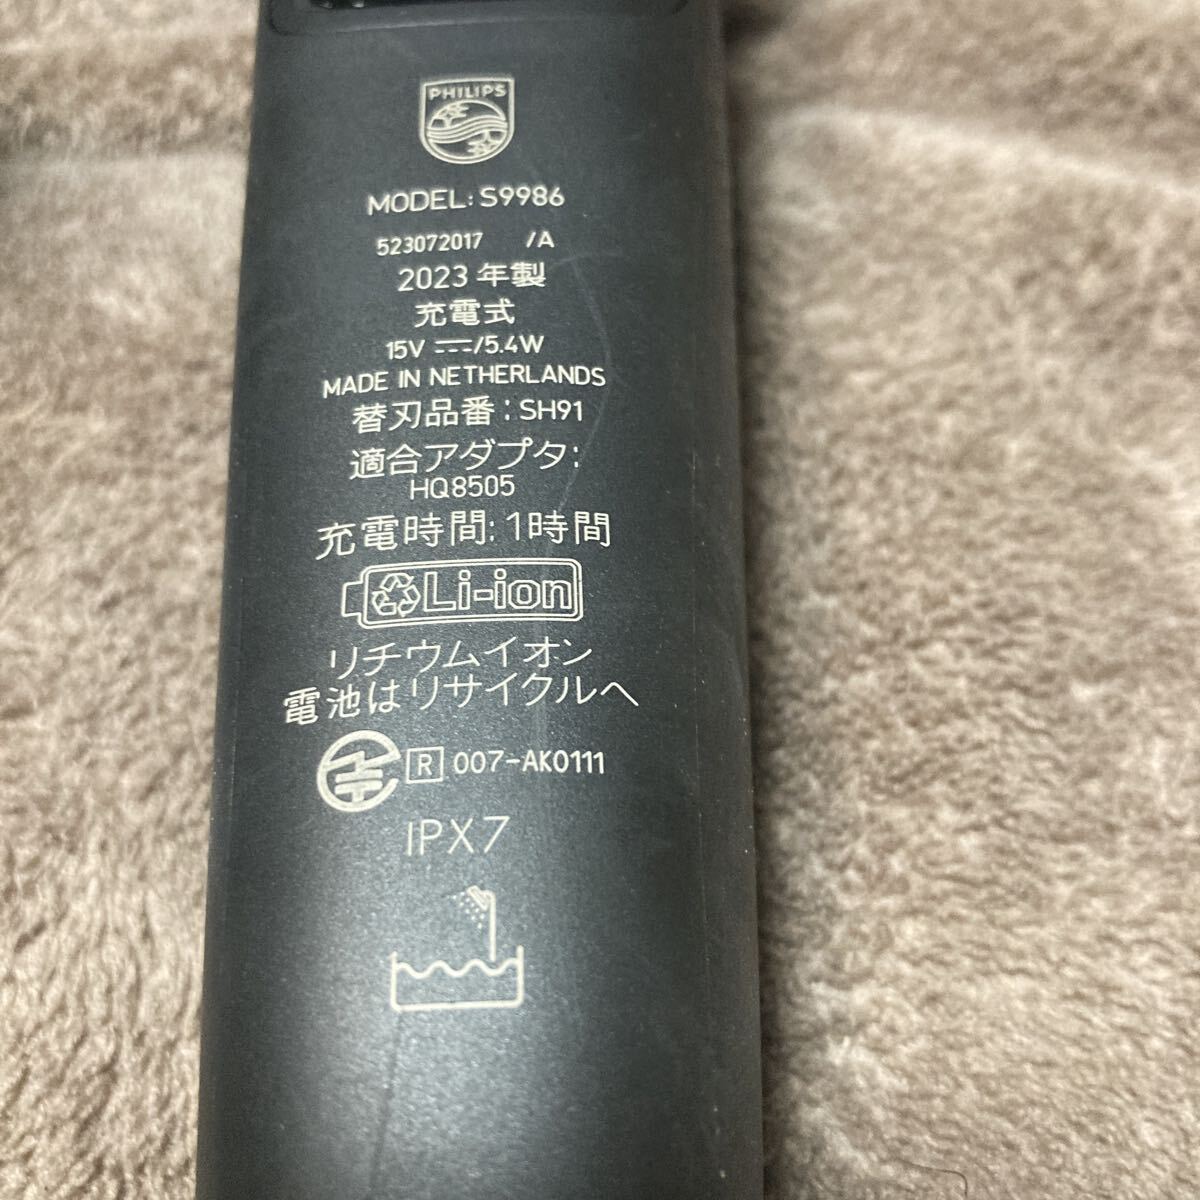 PHILIPS
MODEL: S9986
523072017 /A
2023 年製
充電式
15V ⎓/5.4W
MADE IN NETHERLANDS
替刃品番: SH91
適合アダプタ:
HQ8505
充電時間: 1時間
Li-ion
リチウムイオン
電池はリサイクルへ
R 007-AK0111
IPX7